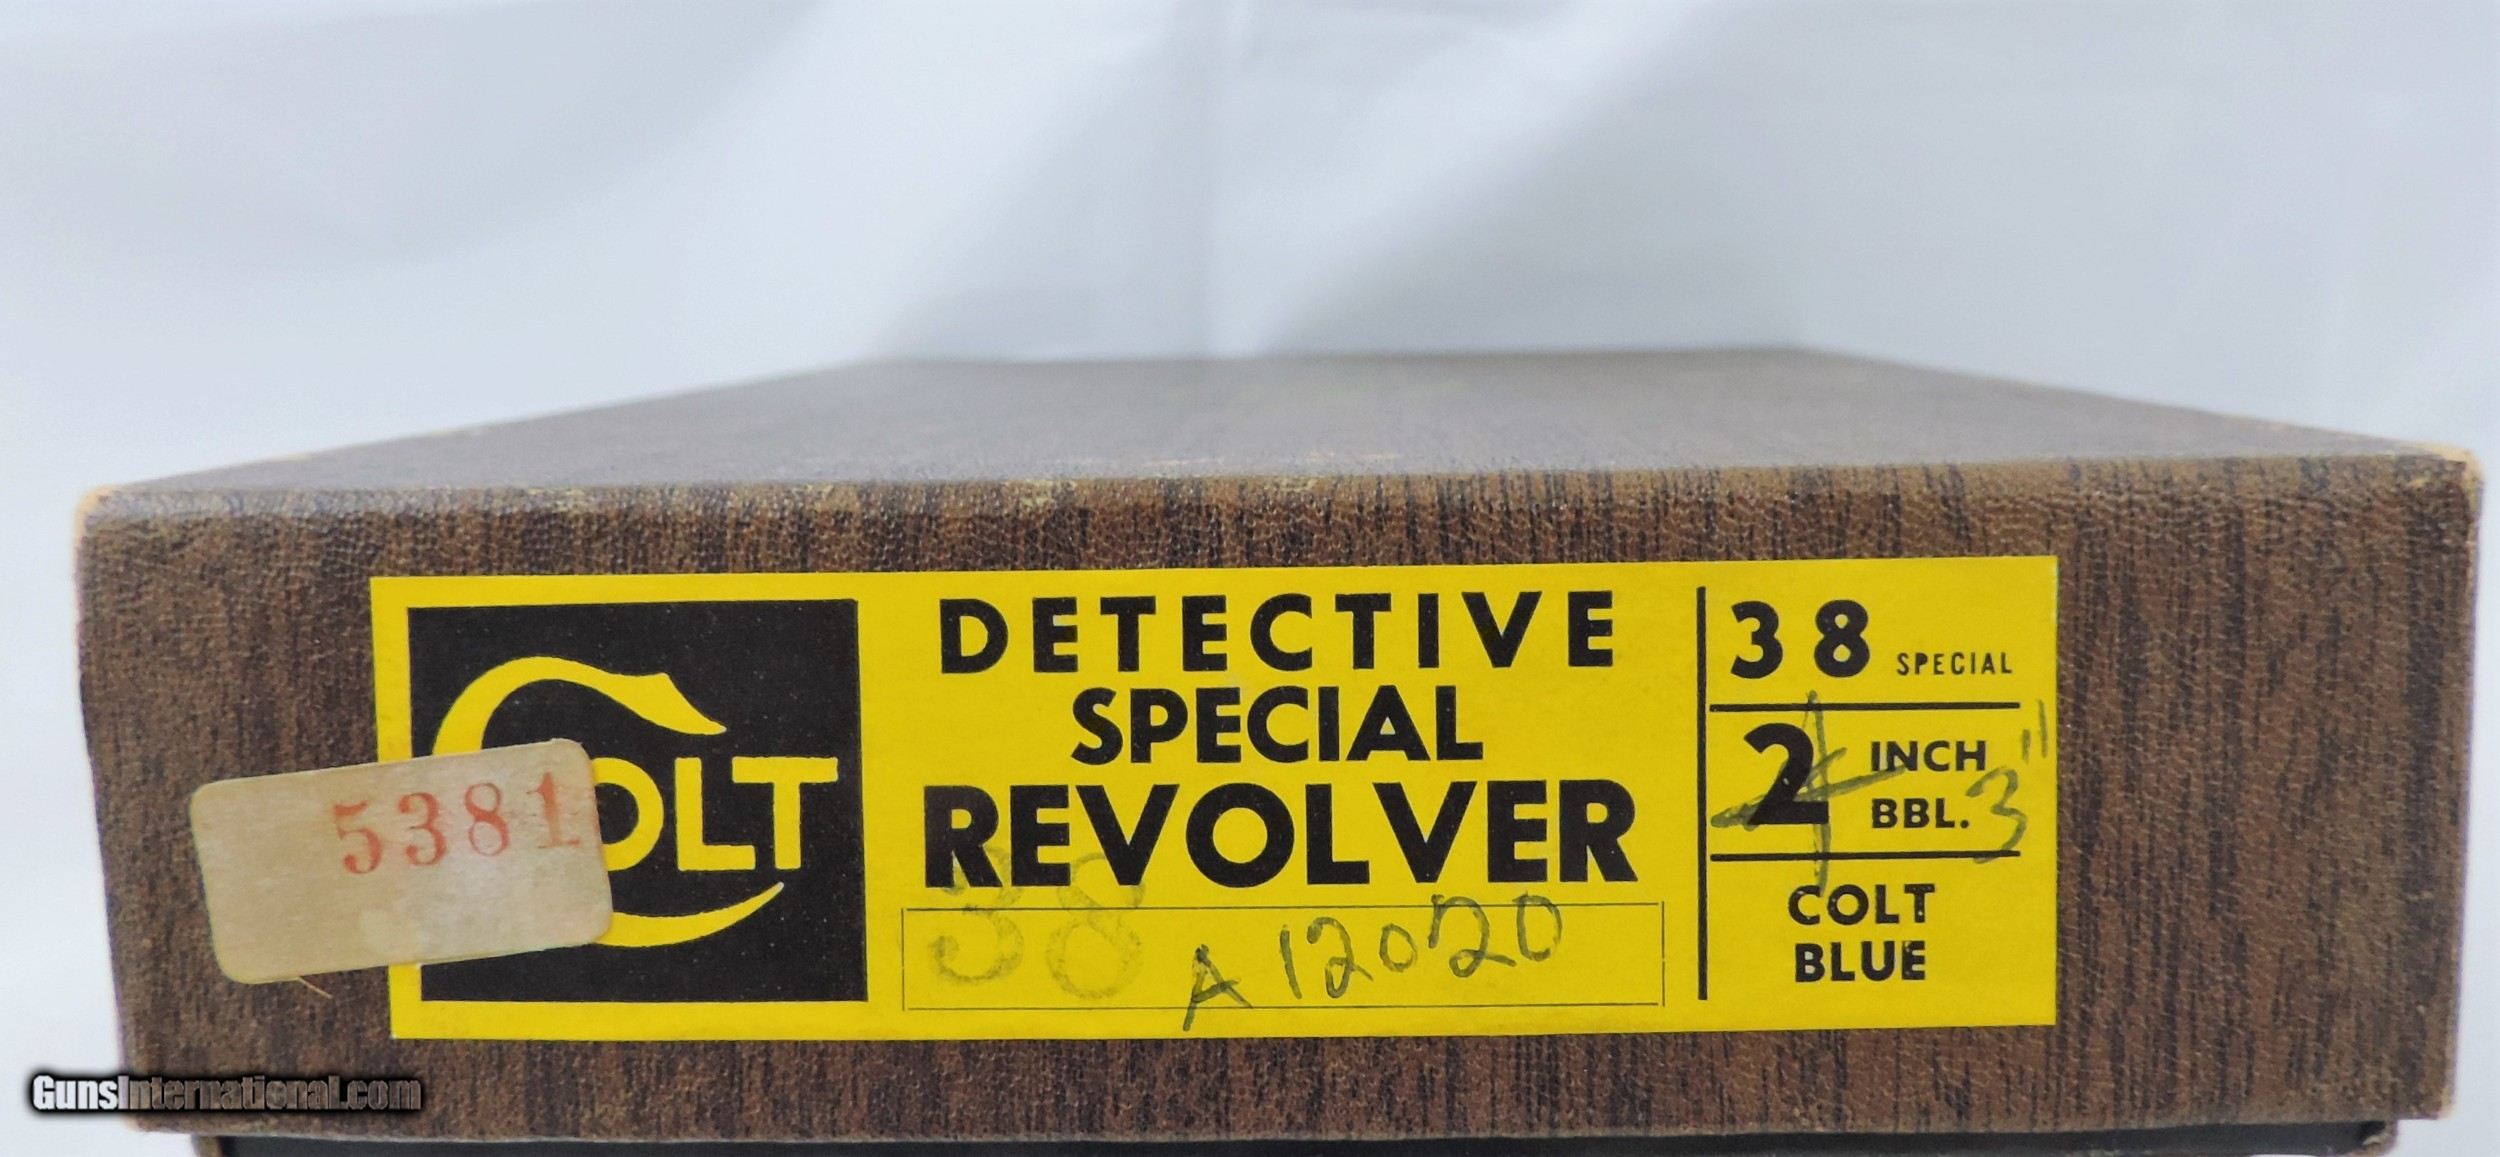 DETECTIVE
SPECIAL
REVOLVER
COLT
5381
38
A12020
38 SPECIAL
2 INCH
BBL. 3"
COLT
BLUE
GunsInternational.com